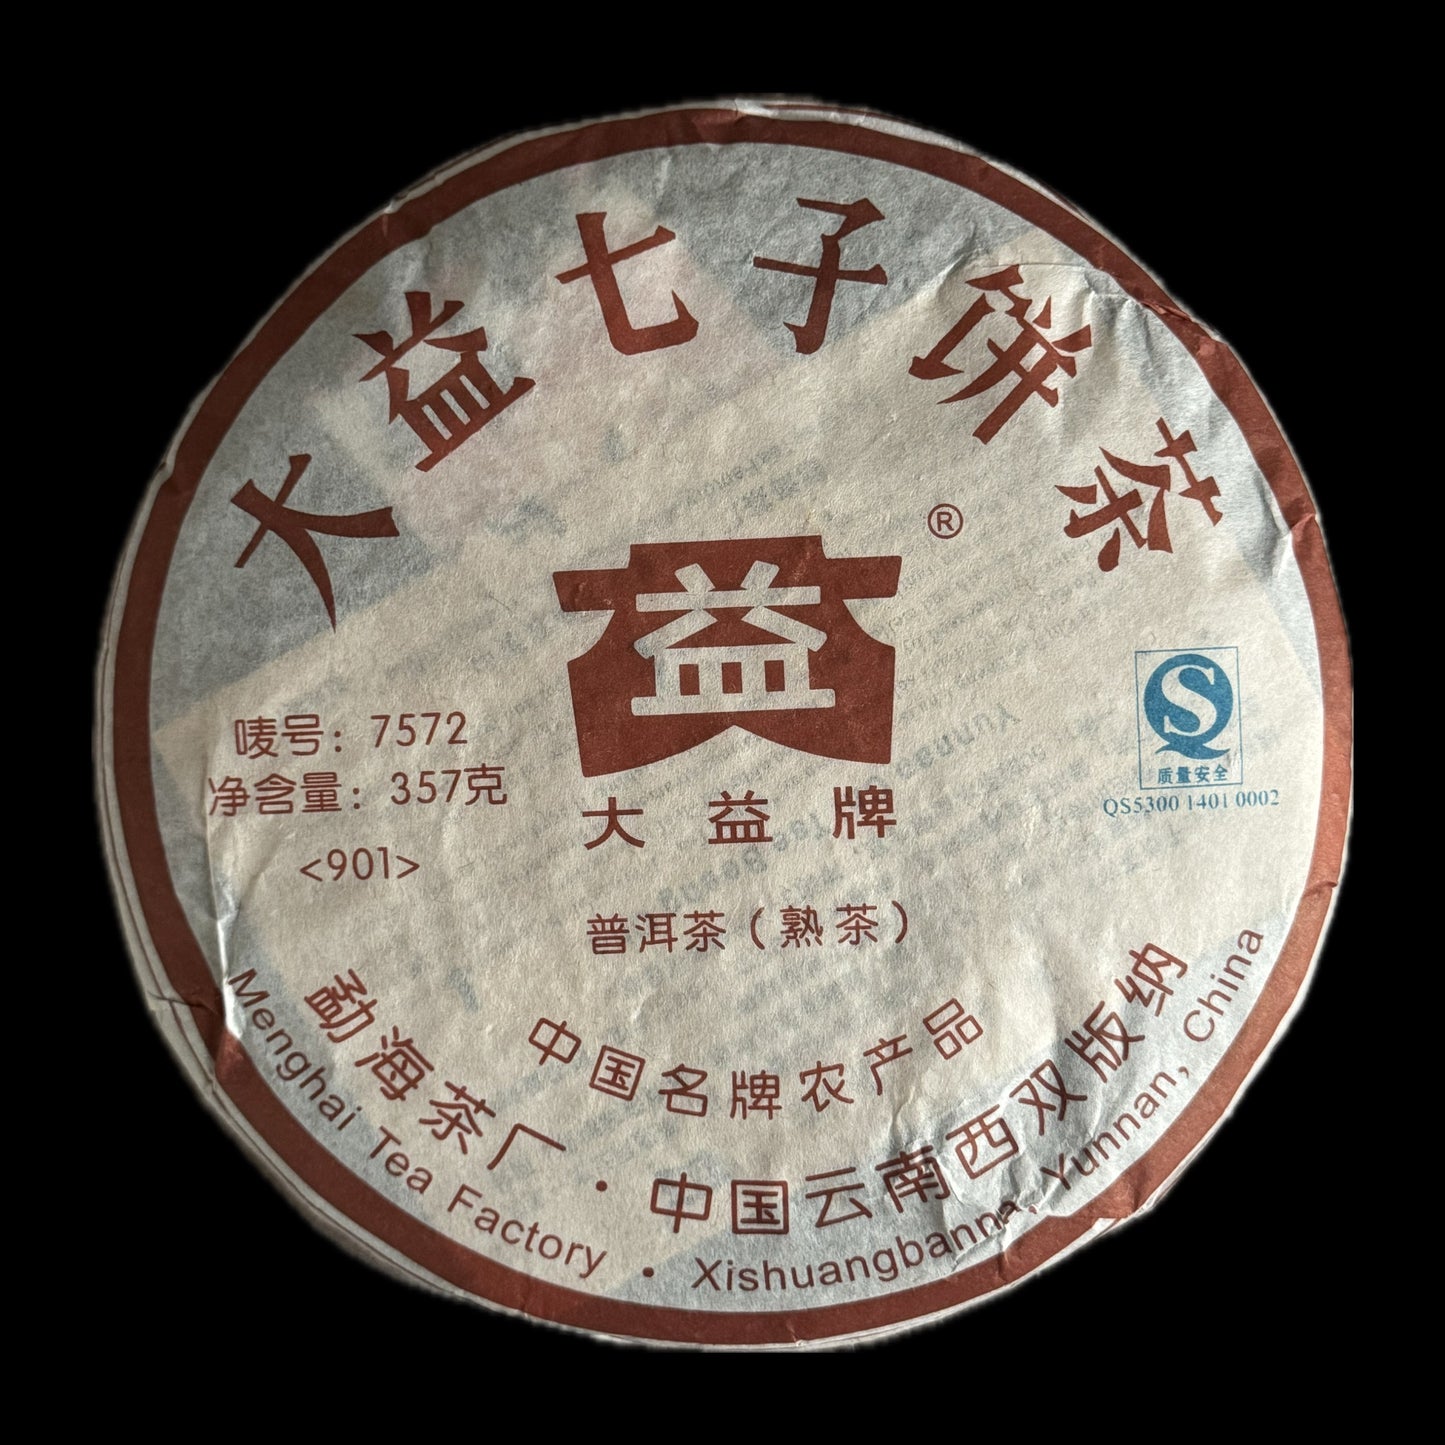 大益七子饼茶
®
益
大益牌
唛号：7572
净含量：357克
<901>
质量安全
QS5300 1401 0002
普洱茶（熟茶）
中国名牌农产品
勐海茶厂·中国云南西双版纳
Menghai Tea Factory · Xishuangbanna, Yunnan, China